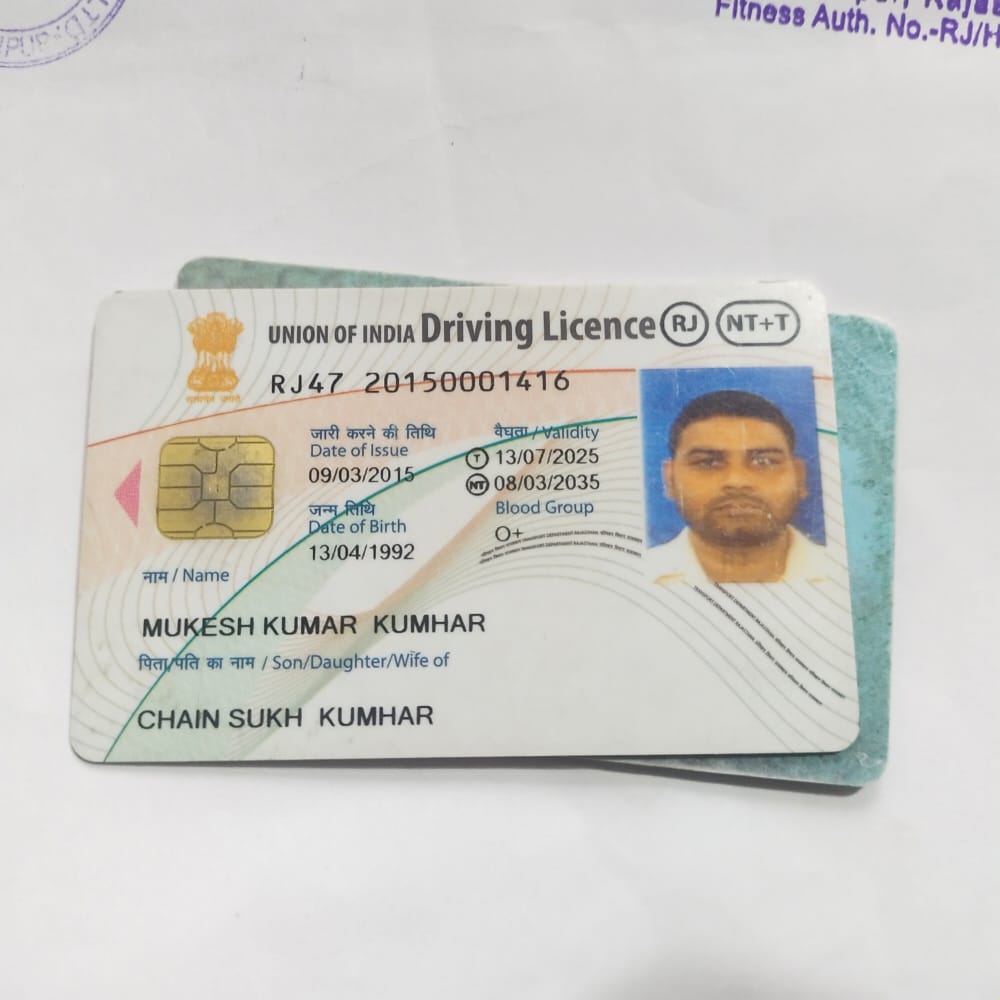 Fitness Auth. No.-RJ/H
UNION OF INDIA Driving Licence RJ NT+T
RJ47 20150001416
जारी करने की तिथि
Date of Issue
09/03/2015
वैधता / Validity
T 13/07/2025
NT 08/03/2035
जन्म तिथि
Date of Birth
13/04/1992
Blood Group
O+
नाम / Name
MUKESH KUMAR KUMHAR
पिता/पति का नाम / Son/Daughter/Wife of
CHAIN SUKH KUMHAR